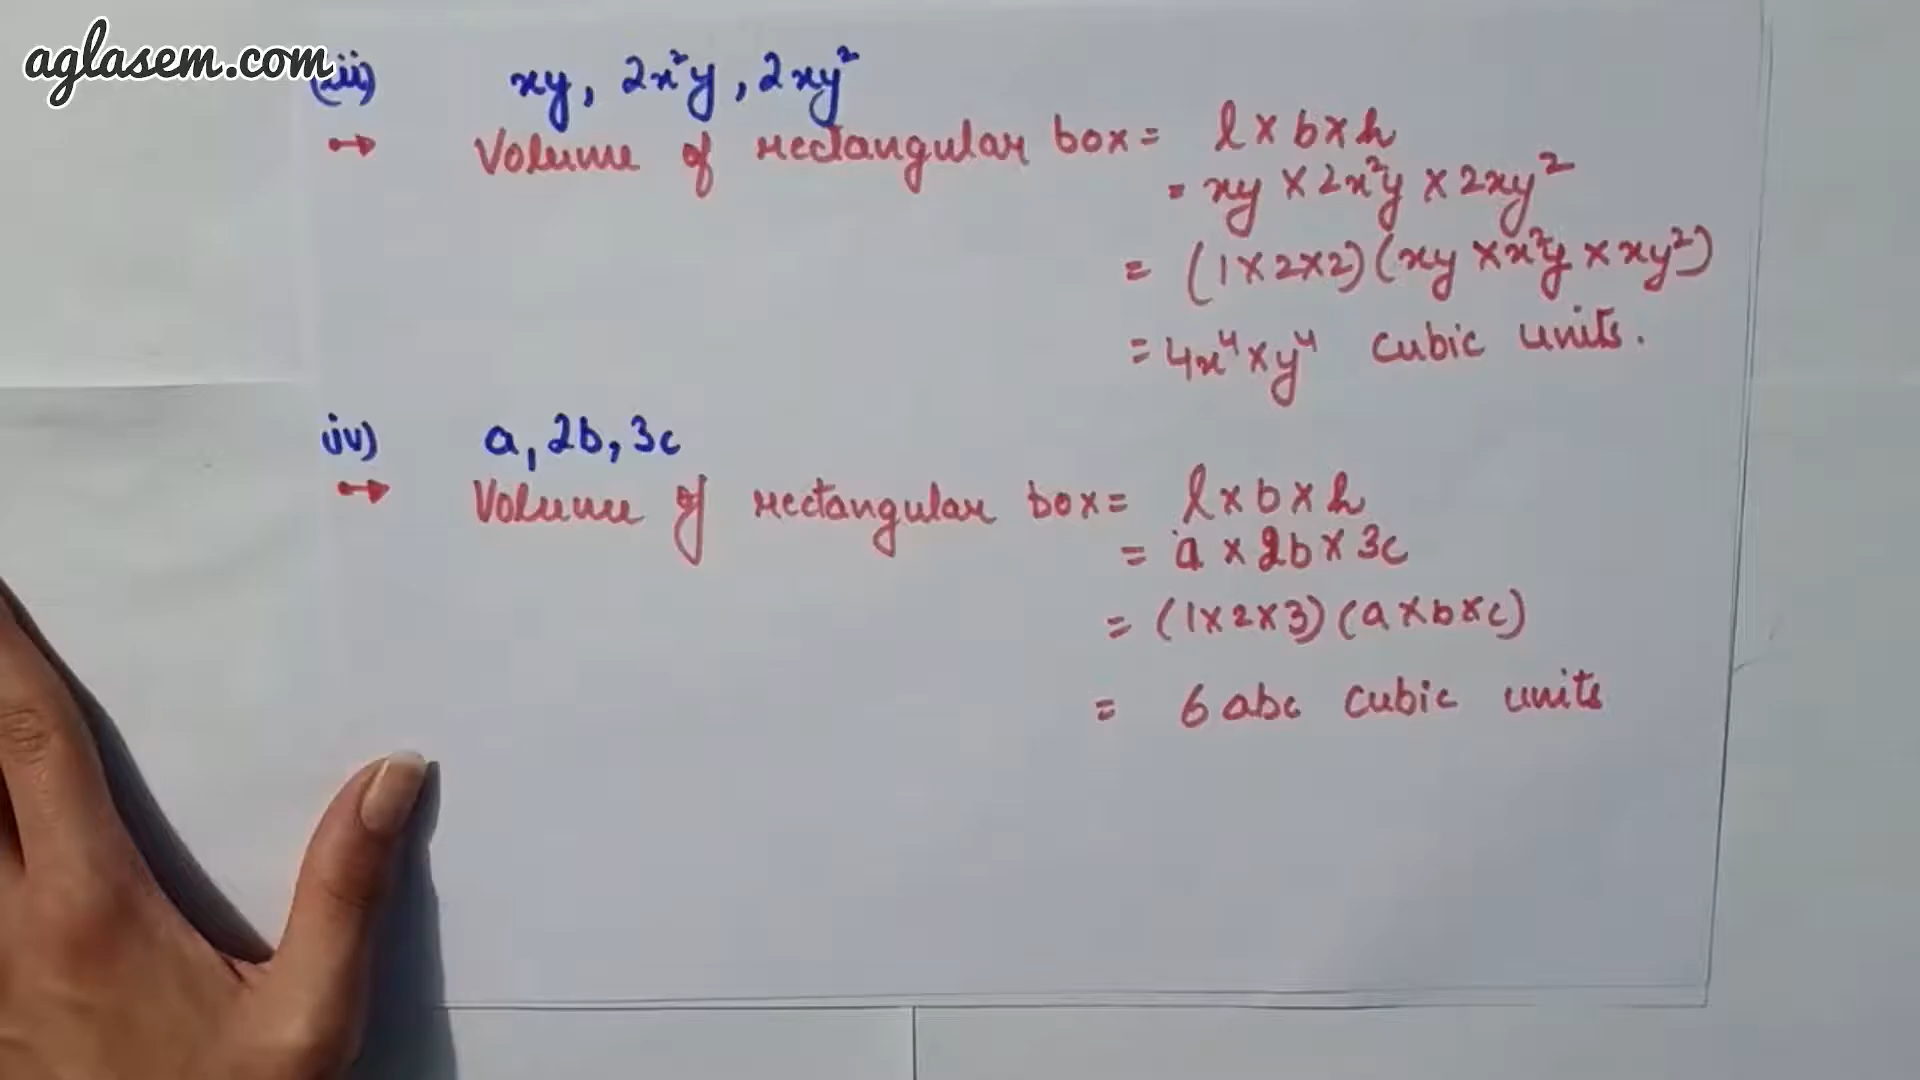 aglasem.com
(iii) xy, 2x²y, 2xy²
→ Volume of rectangular box = l × b × h
= xy × 2x²y × 2xy²
= (1×2×2)(xy × x²y × xy²)
= 4x⁴ × y⁴ cubic units.
iv) a, 2b, 3c
→ Volume of rectangular box = l × b × h
= a × 2b × 3c
= (1×2×3) (a×b×c)
= 6abc cubic units